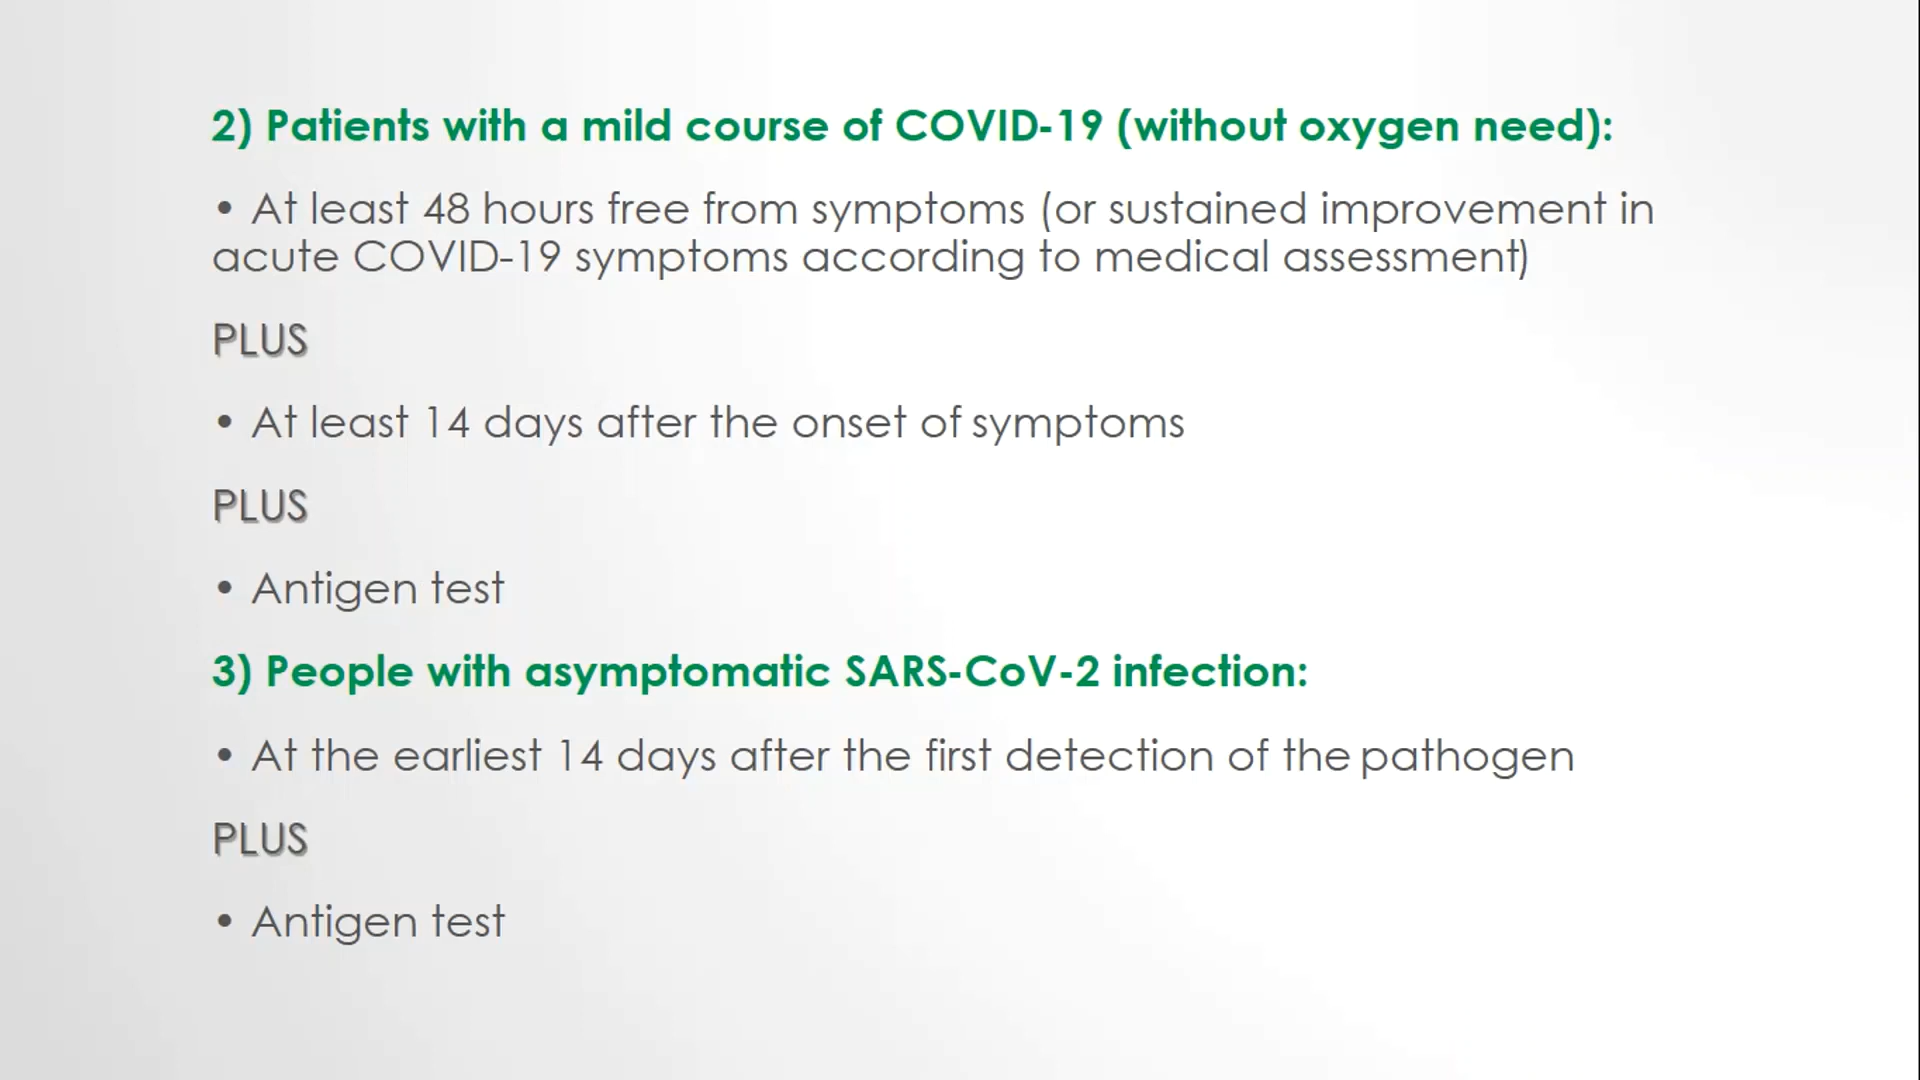 2) Patients with a mild course of COVID-19 (without oxygen need):
• At least 48 hours free from symptoms (or sustained improvement in
acute COVID-19 symptoms according to medical assessment)
PLUS
• At least 14 days after the onset of symptoms
PLUS
• Antigen test
3) People with asymptomatic SARS-CoV-2 infection:
• At the earliest 14 days after the first detection of the pathogen
PLUS
• Antigen test